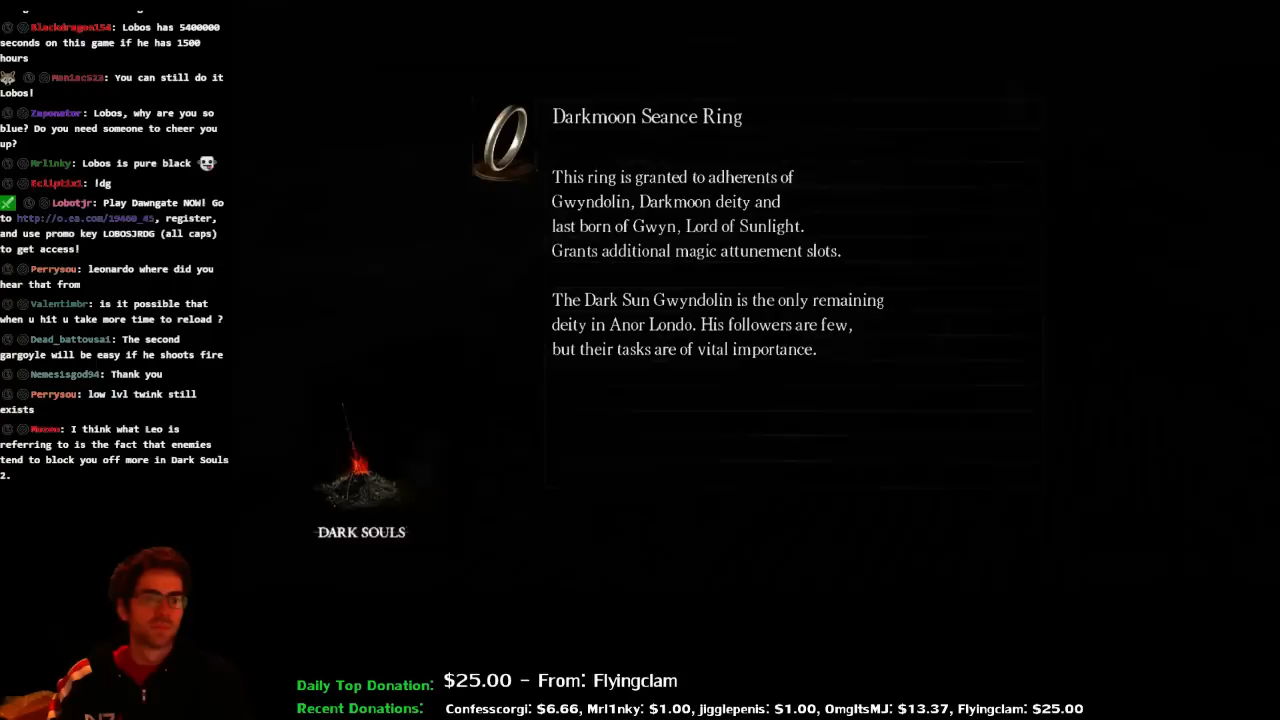 Blackdragon154: Lobos has 5400000
seconds on this game if he has 1500
hours
Maniac523: You can still do it
Lobos!
Zaponator: Lobos, why are you so
blue? Do you need someone to cheer you
up?
Mrl1nky: Lobos is pure black
Ecliptix1: !dg
Lobotjr: Play Dawngate NOW! Go
to http://o.ea.com/19460_45, register,
and use promo key LOBOSJRDG (all caps)
to get access!
Perrysou: leonardo where did you
hear that from
Valentimbr: is it possible that
when u hit u take more time to reload ?
Dead_battousai: The second
gargoyle will be easy if he shoots fire
Nemesisgod94: Thank you
Perrysou: low lvl twink still
exists
I think what Leo is
referring to is the fact that enemies
tend to block you off more in Dark Souls
2.
Darkmoon Seance Ring
This ring is granted to adherents of
Gwyndolin, Darkmoon deity and
last born of Gwyn, Lord of Sunlight.
Grants additional magic attunement slots.
The Dark Sun Gwyndolin is the only remaining
deity in Anor Londo. His followers are few,
but their tasks are of vital importance.
DARK SOULS
Daily Top Donation: $25.00 - From: Flyingclam
Recent Donations: Confesscorgi: $6.66, Mrl1nky: $1.00, jigglepenis: $1.00, OmgItsMJ: $13.37, Flyingclam: $25.00